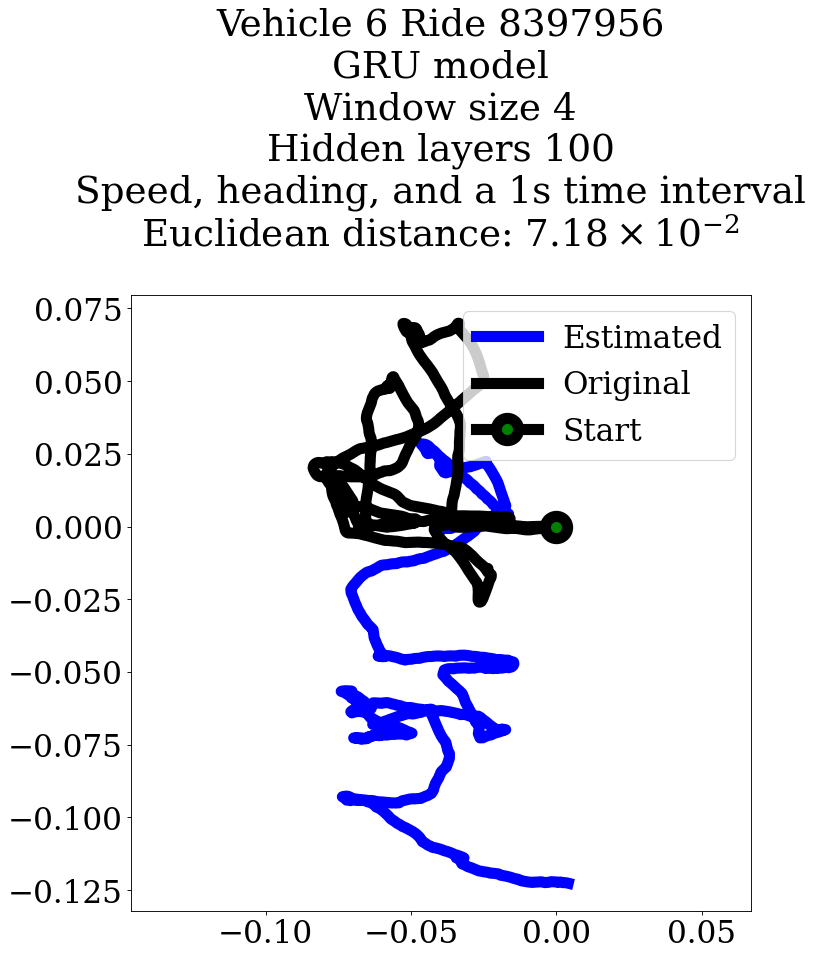 Vehicle 6 Ride 8397956
GRU model
Window size 4
Hidden layers 100
Speed, heading, and a 1s time interval
Euclidean distance: 7.18 × 10⁻²
Estimated
Original
Start
0.075
0.050
0.025
0.000
−0.025
−0.050
−0.075
−0.100
−0.125
−0.10 −0.05 0.00 0.05